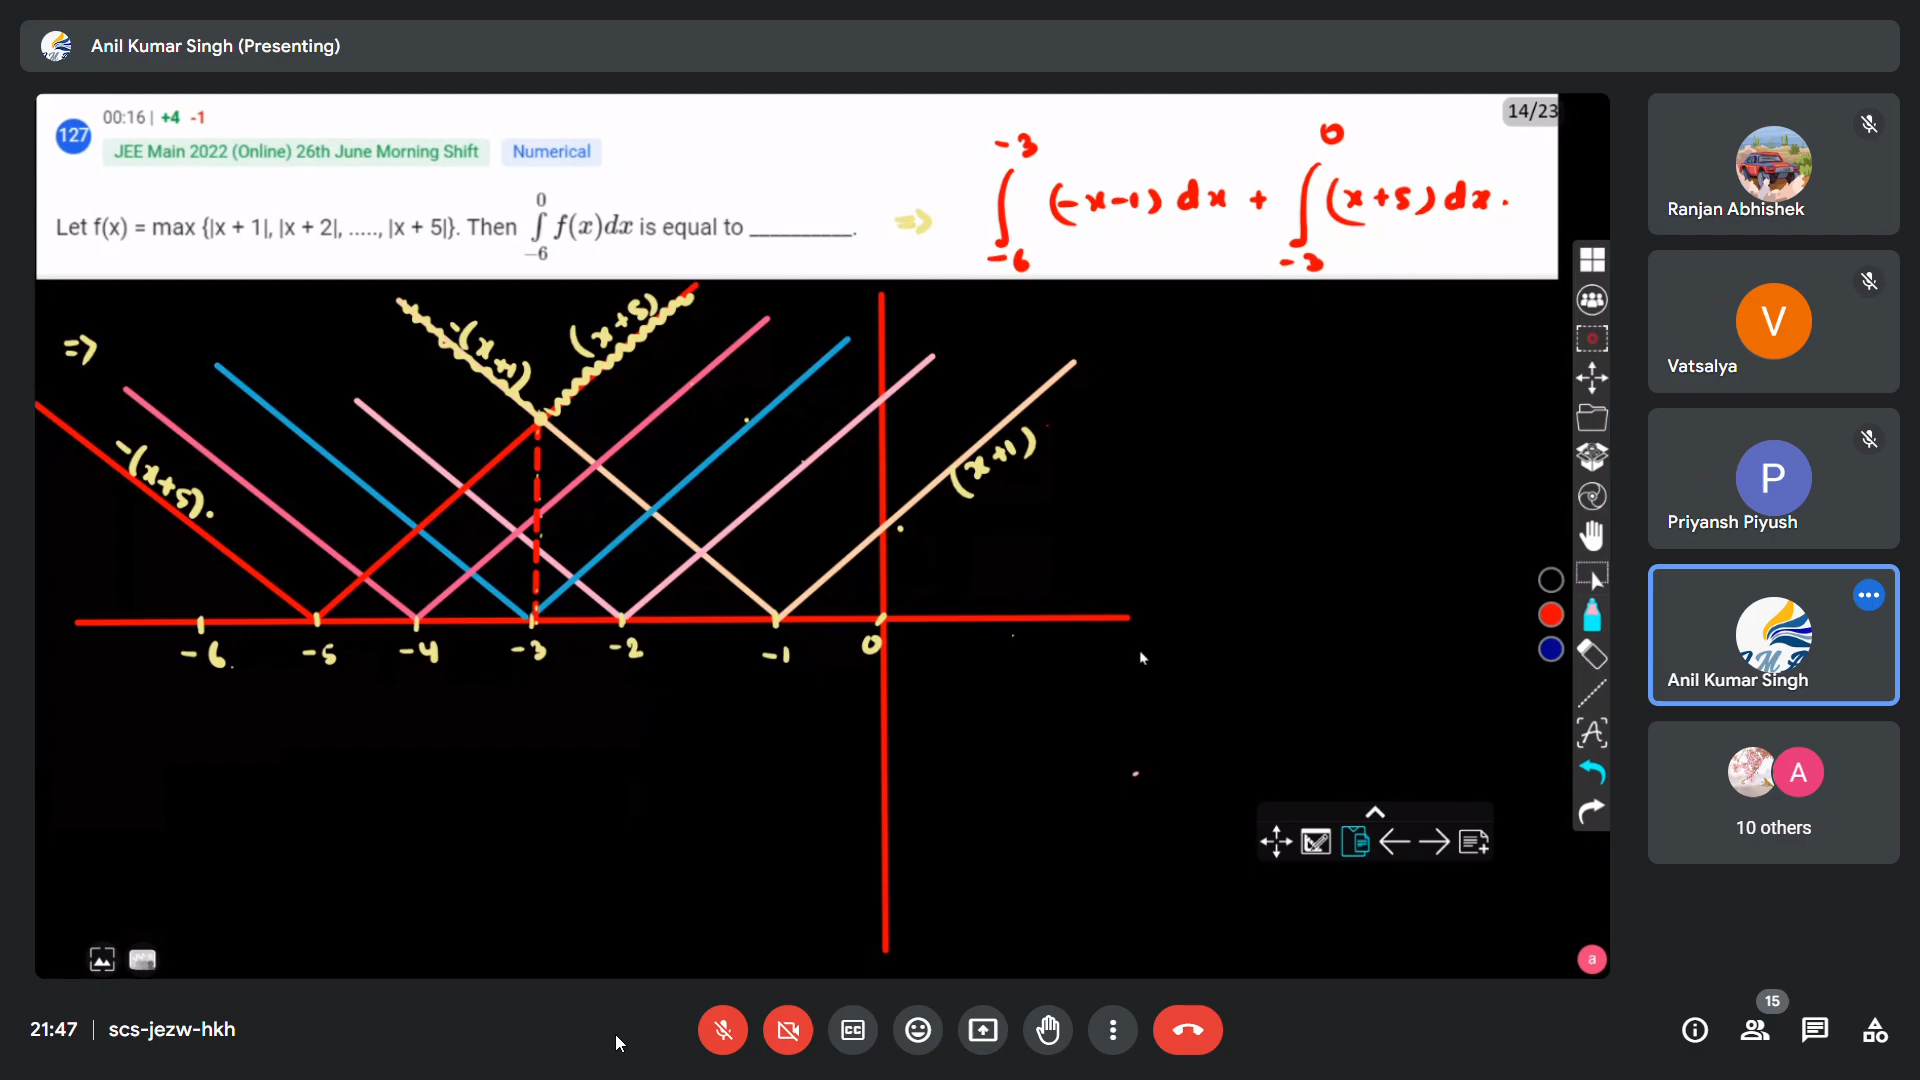 Anil Kumar Singh (Presenting)
127
00:16 | +4 -1
14/23
JEE Main 2022 (Online) 26th June Morning Shift
Numerical
Let f(x) = max {|x + 1|, |x + 2|, ....., |x + 5|}. Then ∫_{-6}^{0} f(x)dx is equal to __________.
⇒ ∫_{-6}^{-3} (-x-1) dx + ∫_{-3}^{0} (x+5) dx.
⇒
-(x+1)
(x+5)
-(x+5).
(x+1)
-6 -5 -4 -3 -2 -1 0
Ranjan Abhishek
V
Vatsalya
P
Priyansh Piyush
Anil Kumar Singh
A
10 others
a
21:47 | scs-jezw-hkh
CC
15